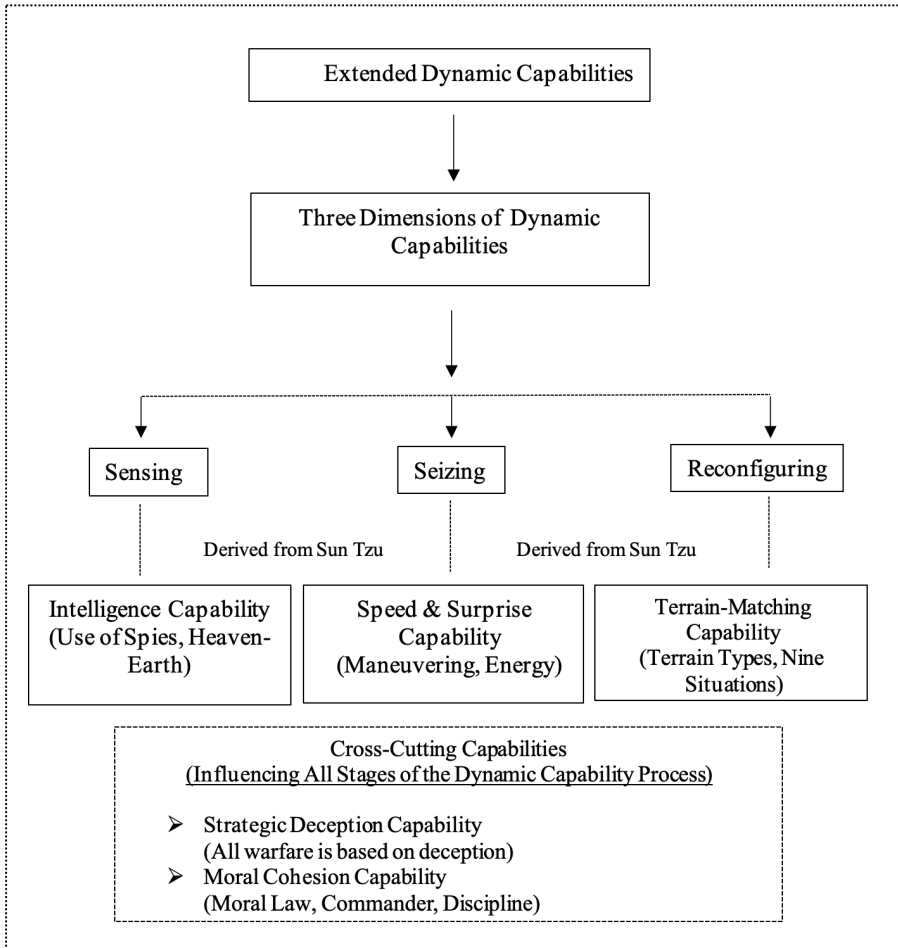 Extended Dynamic Capabilities
Three Dimensions of Dynamic
Capabilities
Sensing
Seizing
Reconfiguring
Derived from Sun Tzu
Derived from Sun Tzu
Intelligence Capability
(Use of Spies, Heaven-
Earth)
Speed & Surprise
Capability
(Maneuvering, Energy)
Terrain-Matching
Capability
(Terrain Types, Nine
Situations)
Cross-Cutting Capabilities
(Influencing All Stages of the Dynamic Capability Process)
➢ Strategic Deception Capability
(All warfare is based on deception)
➢ Moral Cohesion Capability
(Moral Law, Commander, Discipline)